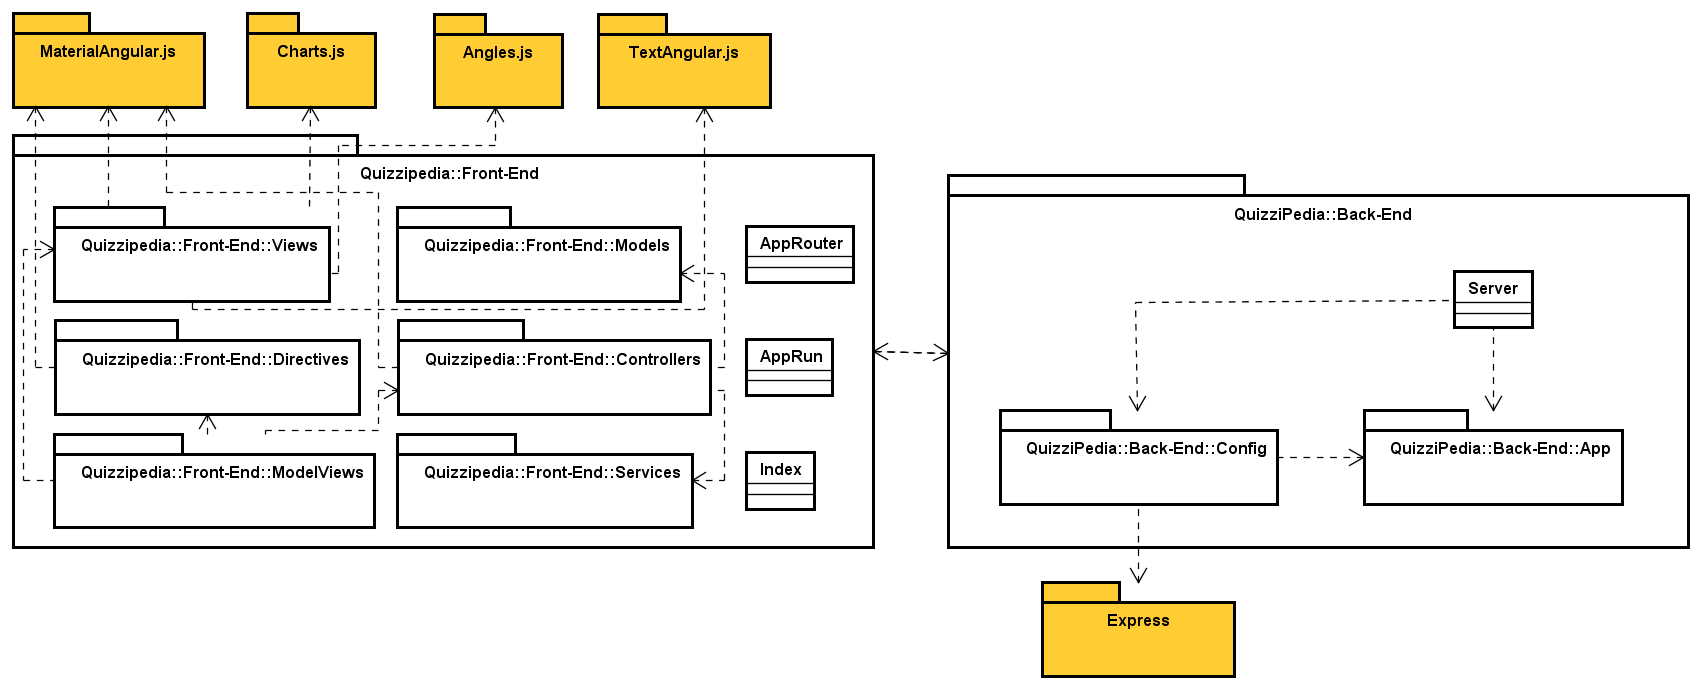 MaterialAngular.js
Charts.js
Angles.js
TextAngular.js
Quizzipedia::Front-End
Quizzipedia::Front-End::Views
Quizzipedia::Front-End::Models
AppRouter
Quizzipedia::Front-End::Directives
Quizzipedia::Front-End::Controllers
AppRun
Quizzipedia::Front-End::ModelViews
Quizzipedia::Front-End::Services
Index
QuizziPedia::Back-End
Server
QuizziPedia::Back-End::Config
QuizziPedia::Back-End::App
Express